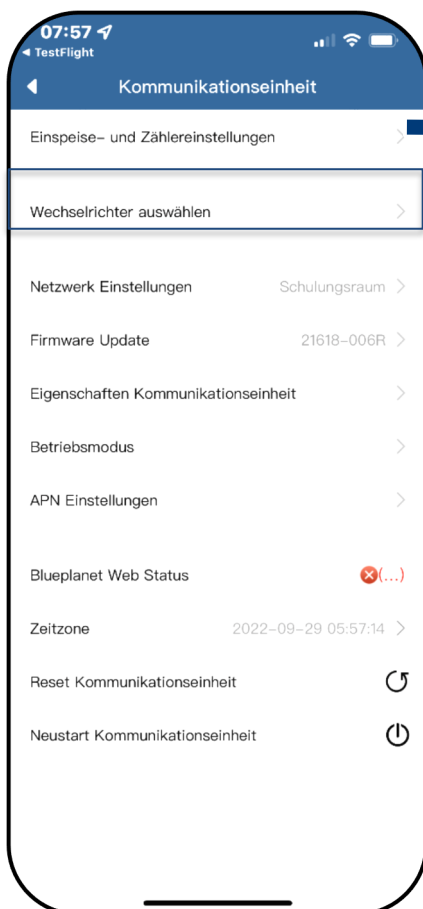 07:57
TestFlight
Kommunikationseinheit
Einspeise- und Zählereinstellungen
Wechselrichter auswählen
Netzwerk Einstellungen Schulungsraum
Firmware Update 21618-006R
Eigenschaften Kommunikationseinheit
Betriebsmodus
APN Einstellungen
Blueplanet Web Status (...)
Zeitzone 2022-09-29 05:57:14
Reset Kommunikationseinheit
Neustart Kommunikationseinheit